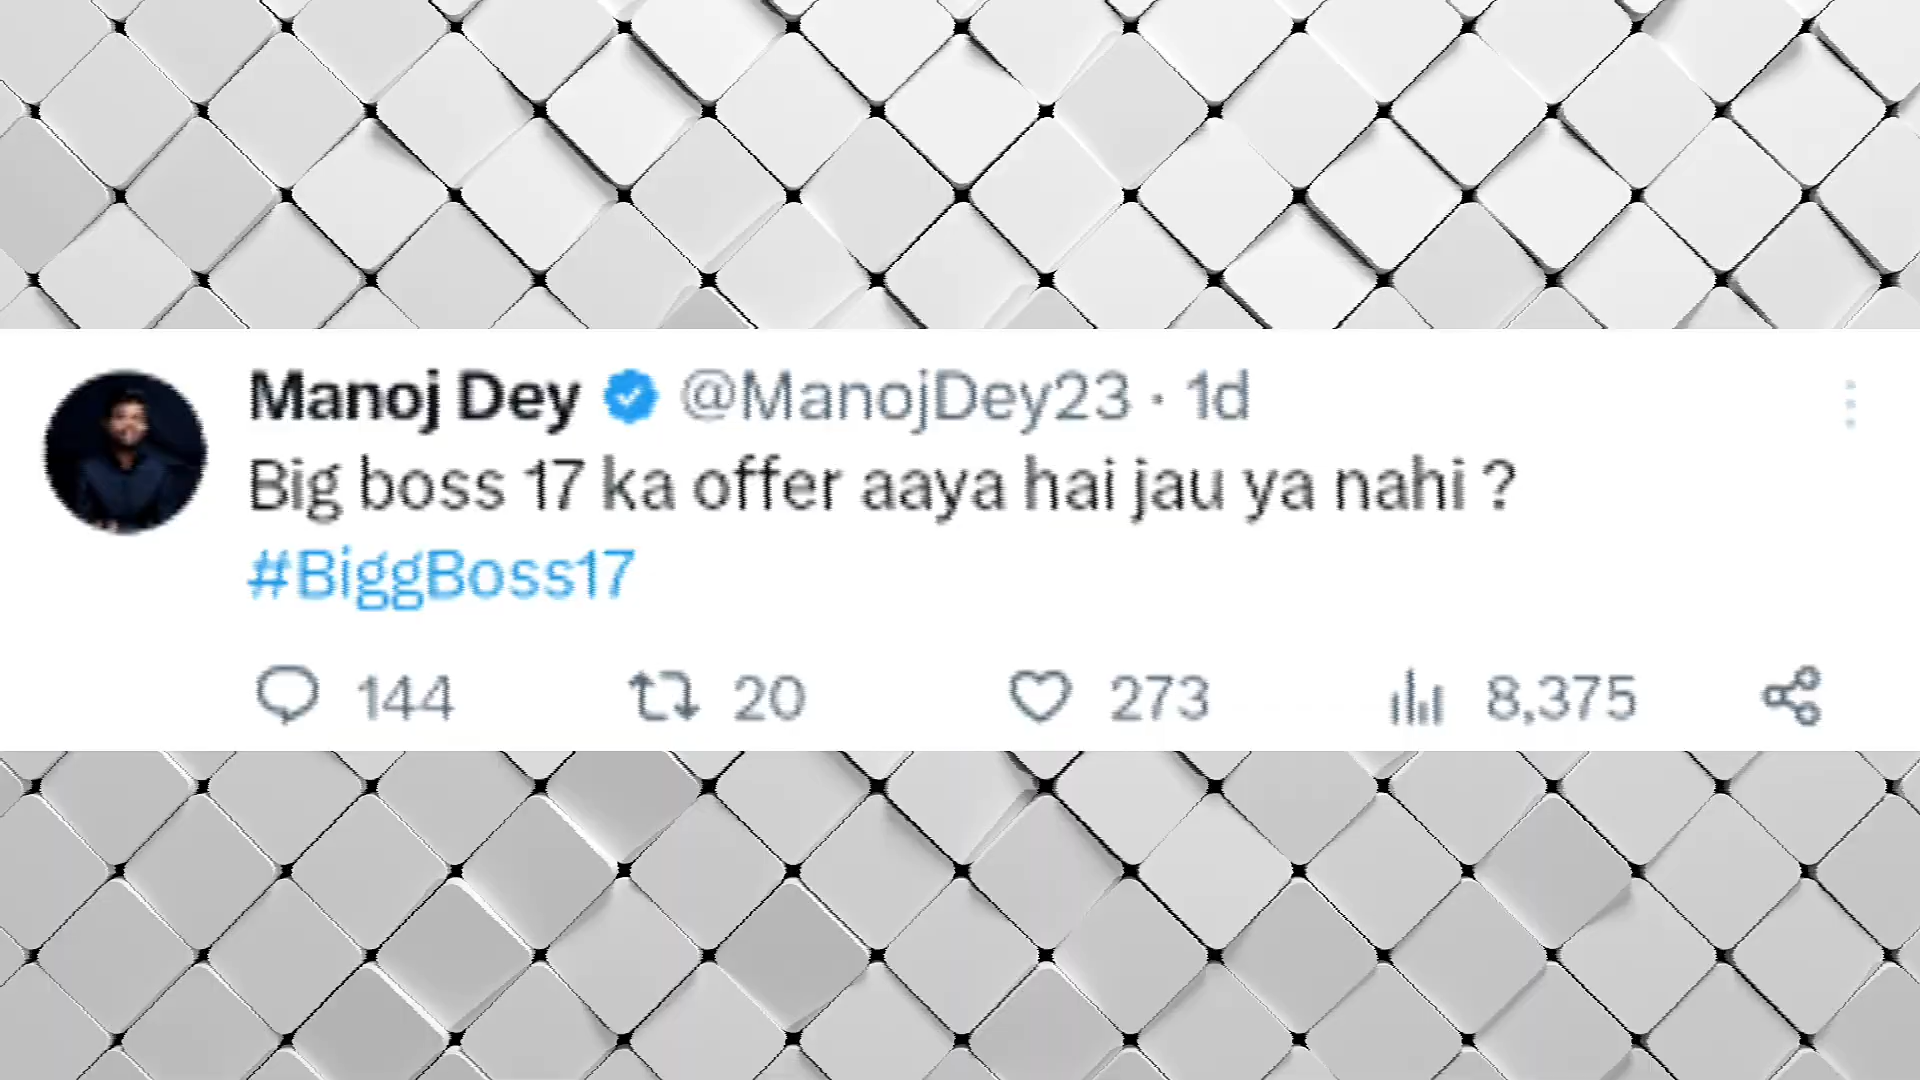 Manoj Dey @ManojDey23 · 1d
Big boss 17 ka offer aaya hai jau ya nahi ?
#BiggBoss17
144 20 273 8,375